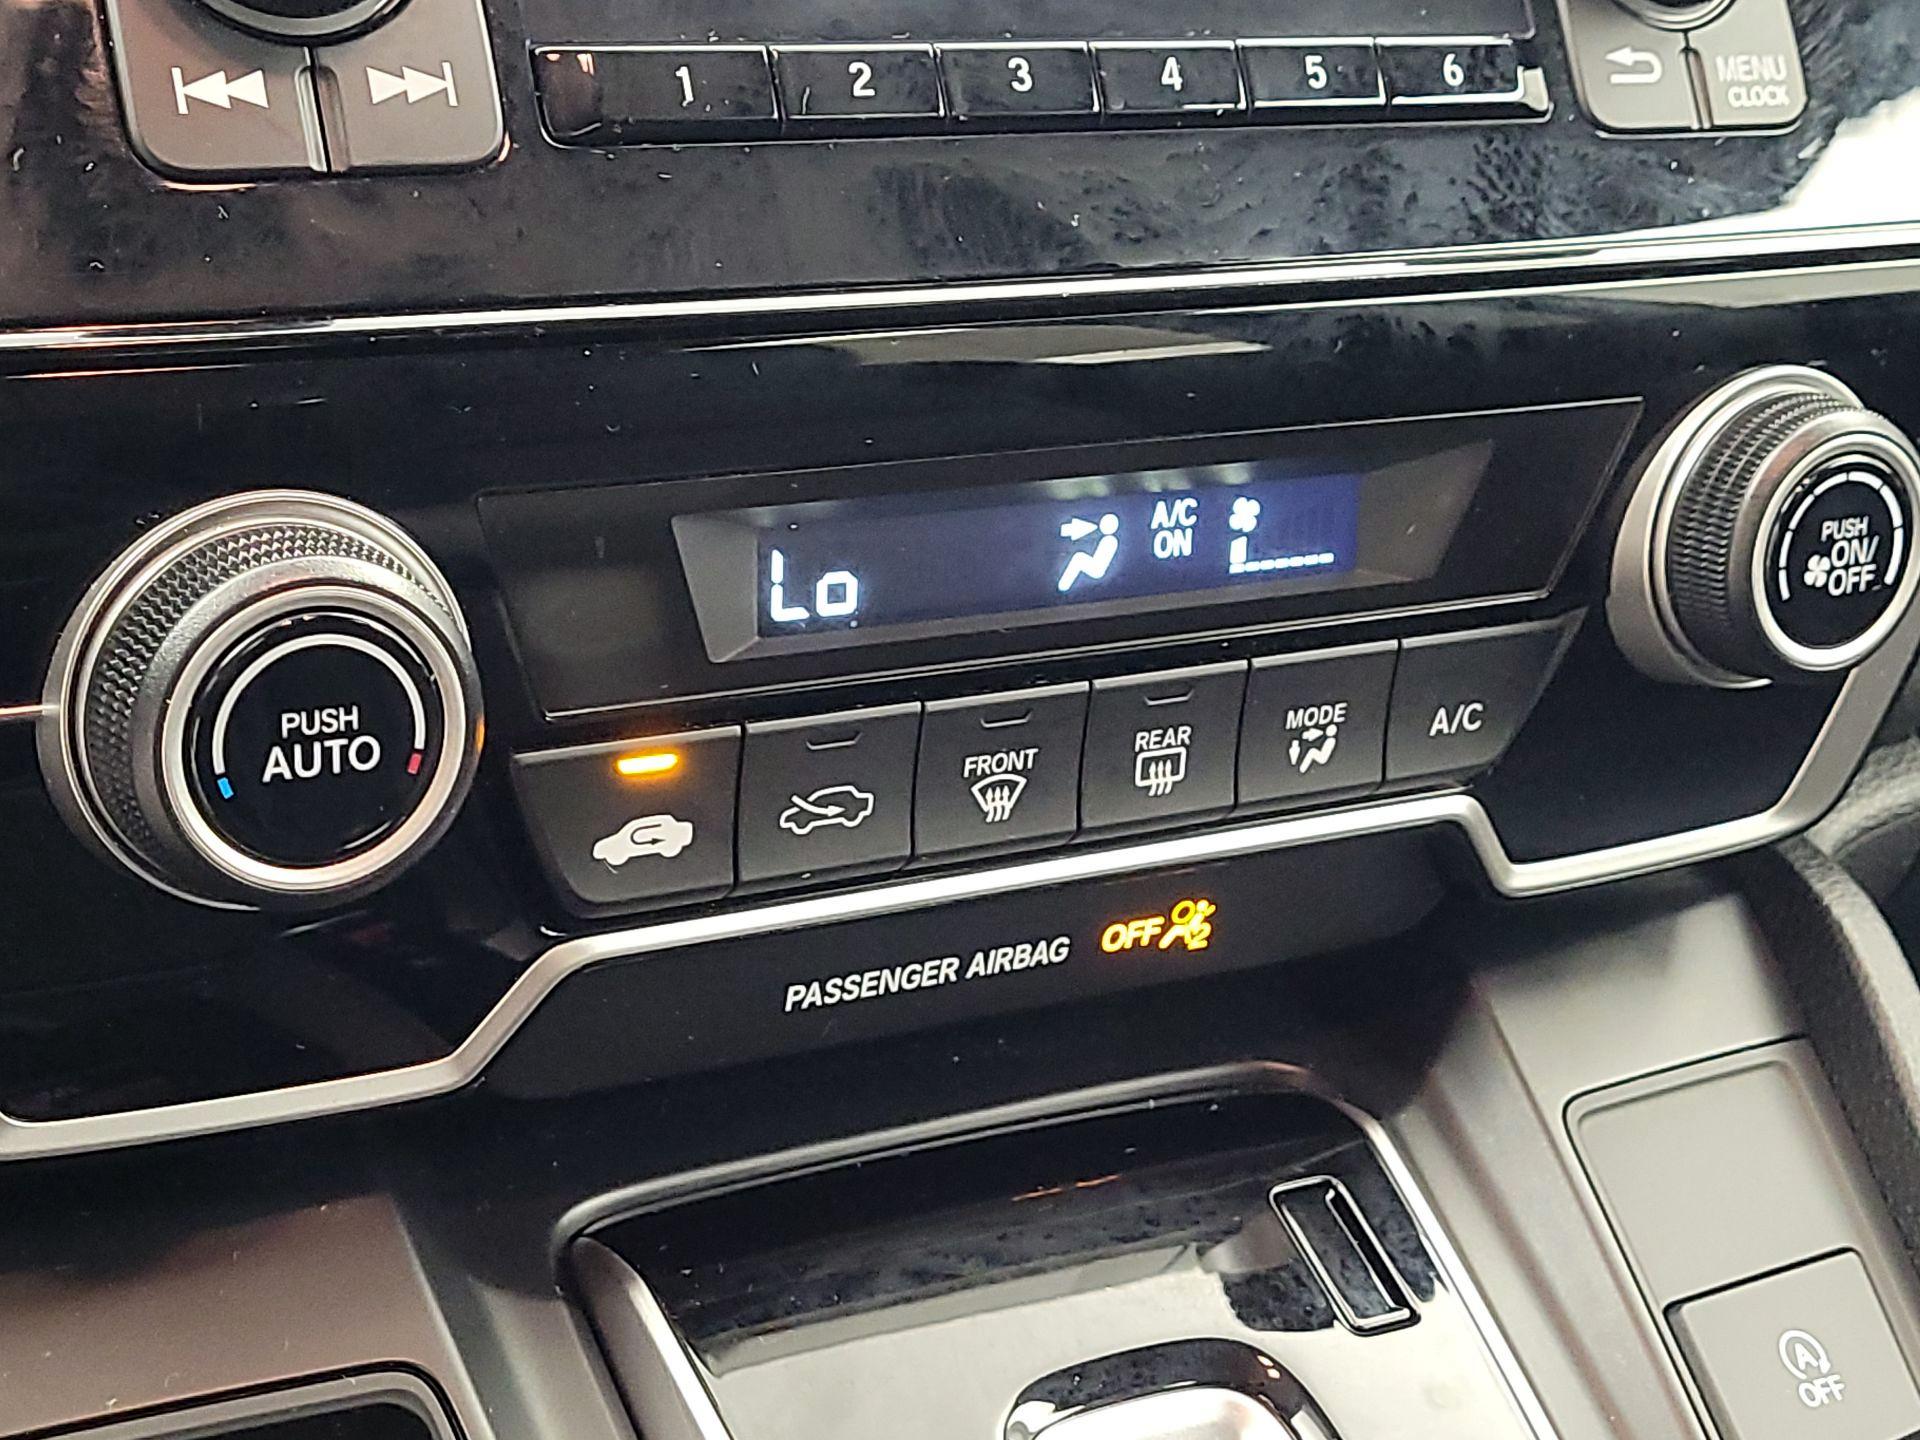 1 2 3 4 5 6
MENU
CLOCK
Lo
A/C
ON
PUSH
ON/
OFF
PUSH
AUTO
FRONT
REAR
MODE
A/C
PASSENGER AIRBAG OFF 2
A
OFF